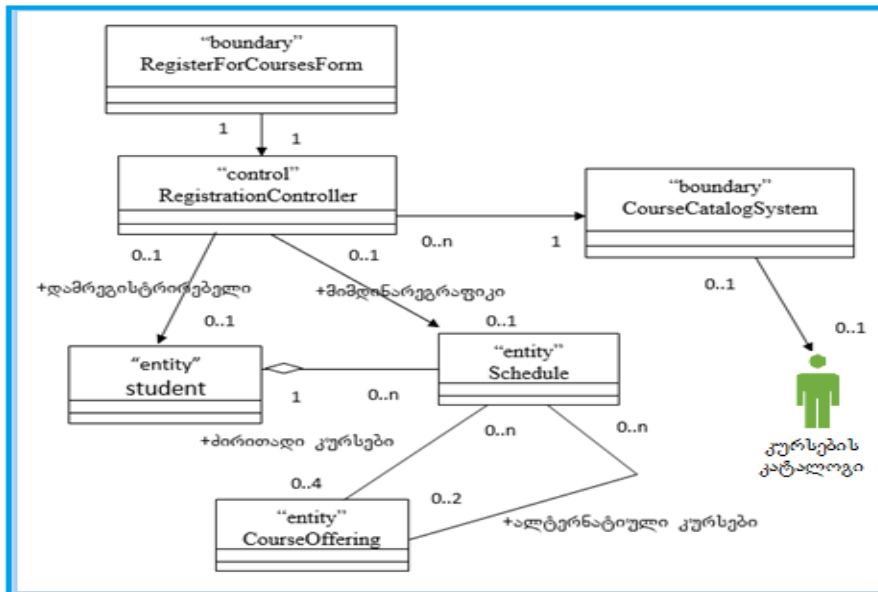 “boundary”
RegisterForCoursesForm
1
1
“control”
RegistrationController
“boundary”
CourseCatalogSystem
0..1
0..1
0..n
1
+დამრეგისტრირებელი
+მიმდინარეგრაფიკი
0..1
0..1
0..1
0..1
“entity”
student
“entity”
Schedule
1
0..n
+ძირითადი კურსები
0..n
0..n
კურსების
კატალოგი
0..4
0..2
“entity”
CourseOffering
+ალტერნატიული კურსები